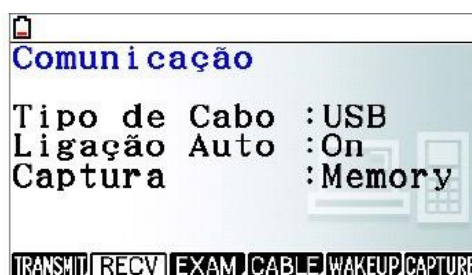 Comunicação
Tipo de Cabo :USB
Ligação Auto :On
Captura :Memory
TRANSMIT RECV EXAM CABLE WAKEUP CAPTURE